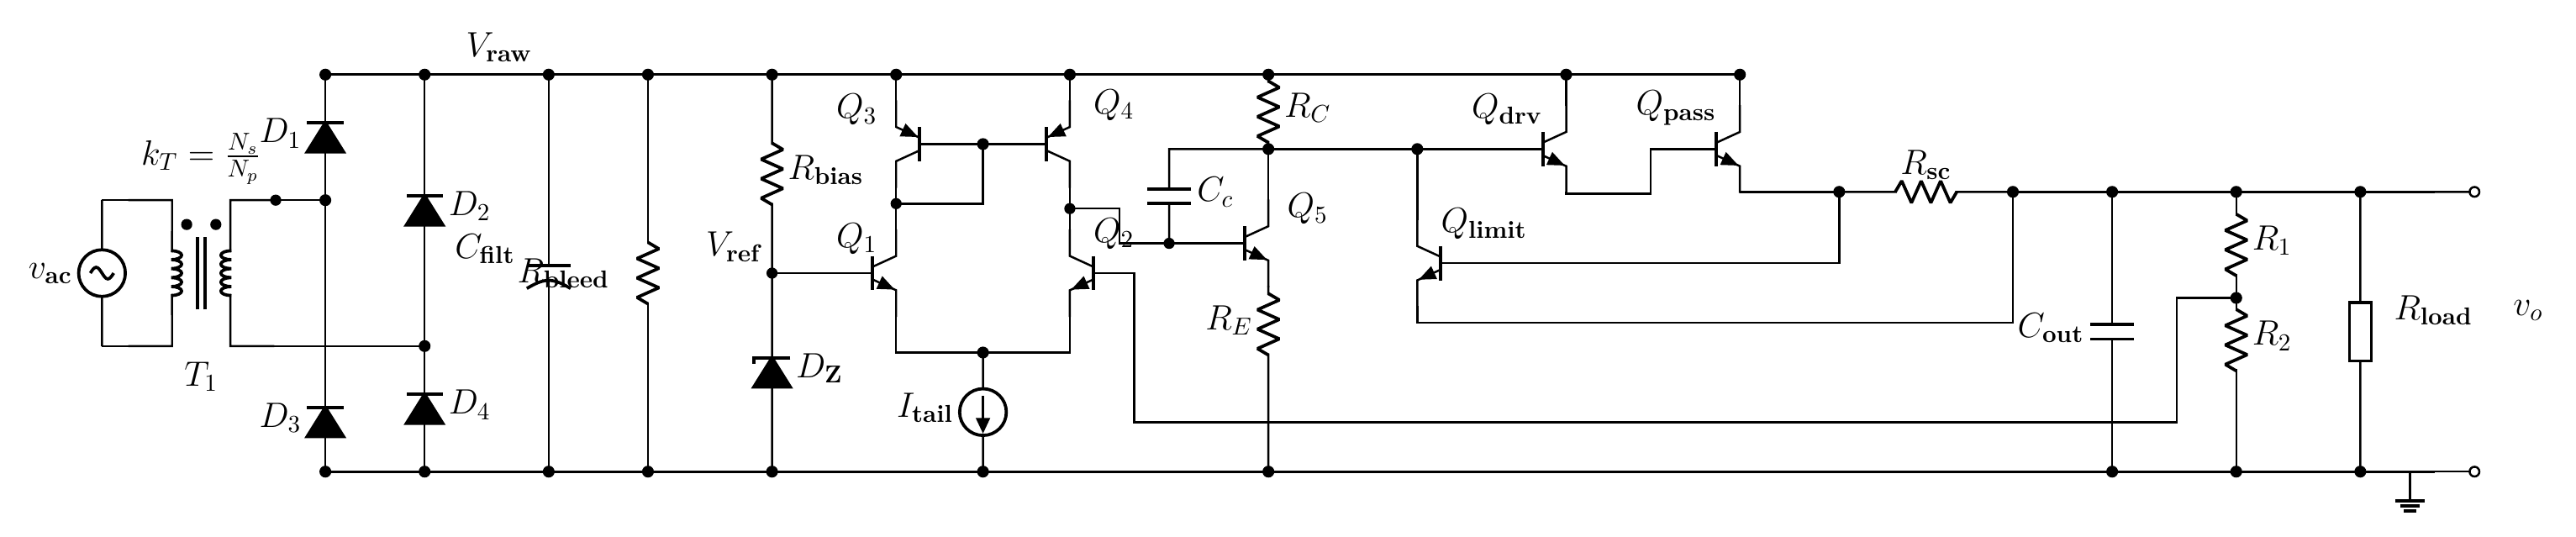 V_raw
k_T = N_s/N_p
v_ac
T_1
D_1
D_2
D_3
D_4
C_filt
R_bleed
R_bias
V_ref
D_Z
Q_3
Q_4
Q_1
Q_2
I_tail
C_c
R_C
Q_5
R_E
Q_drv
Q_pass
Q_limit
R_sc
C_out
R_1
R_2
R_load
v_o